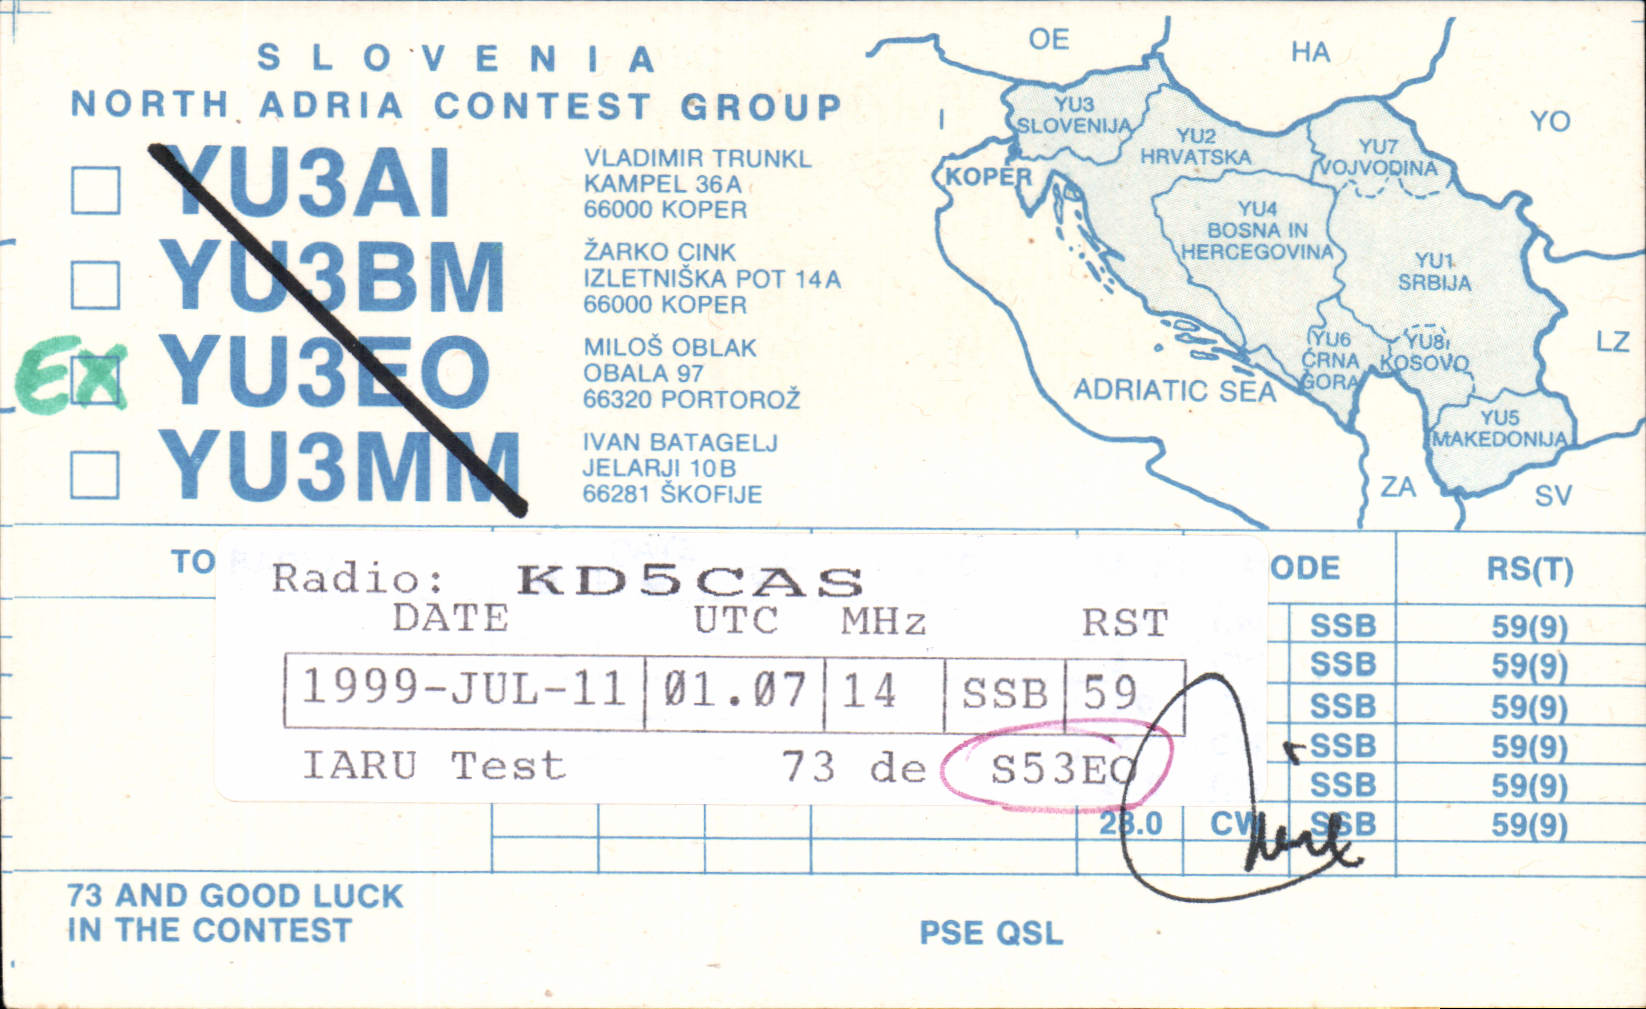 SLOVENIA
NORTH ADRIA CONTEST GROUP
YU3AI
VLADIMIR TRUNKL
KAMPEL 36A
66000 KOPER
YU3BM
ŽARKO CINK
IZLETNIŠKA POT 14A
66000 KOPER
EX
YU3EO
MILOŠ OBLAK
OBALA 97
66320 PORTOROŽ
YU3MM
IVAN BATAGELJ
JELARJI 10B
66281 ŠKOFIJE
OE
HA
I
YO
YU3
SLOVENIJA
YU2
HRVATSKA
YU7
VOJVODINA
KOPER
YU4
BOSNA IN
HERCEGOVINA
YU1
SRBIJA
YU6
ČRNA
GORA
YU8
KOSOVO
LZ
ADRIATIC SEA
YU5
MAKEDONIJA
ZA
SV
TO
ODE
RS(T)
Radio: KD5CAS
DATE UTC MHz RST
1999-JUL-11 01.07 14 SSB 59
IARU Test 73 de S53EO
SSB 59(9)
SSB 59(9)
SSB 59(9)
SSB 59(9)
SSB 59(9)
28.0 CW SSB 59(9)
73 AND GOOD LUCK
IN THE CONTEST
PSE QSL